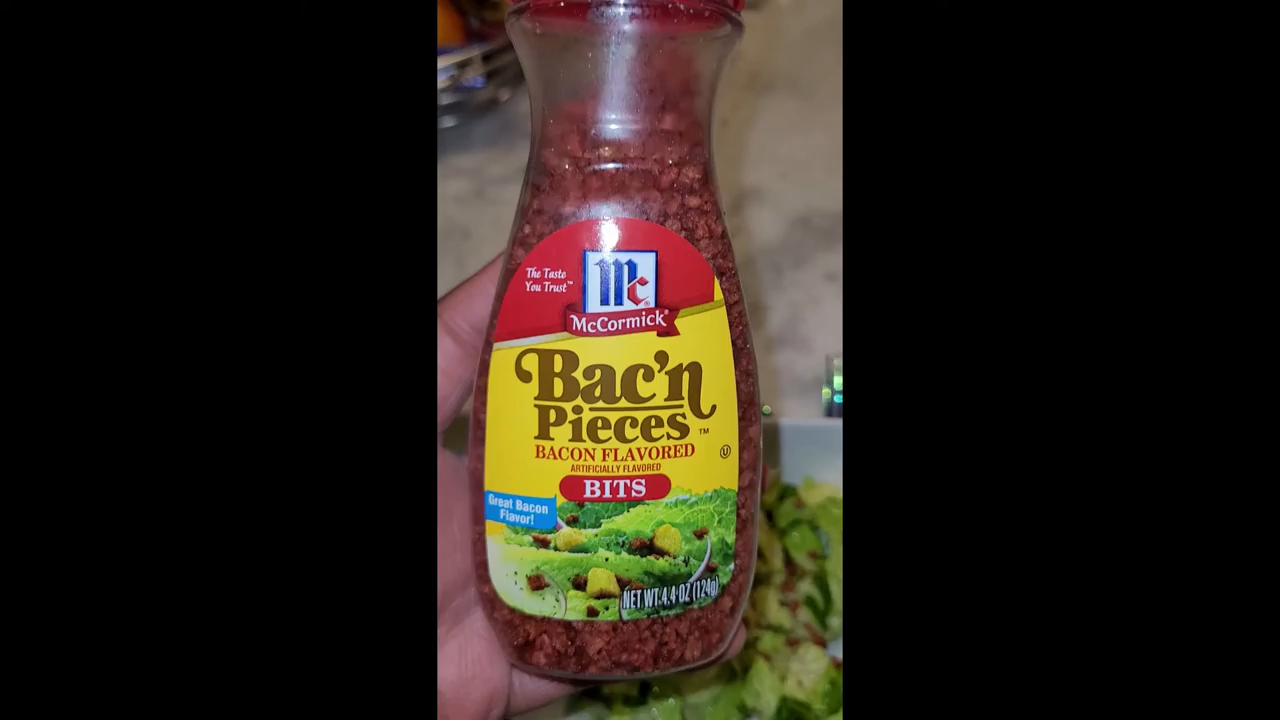 The Taste
You Trust™
Mc®
McCormick®
Bac'n
Pieces™
BACON FLAVORED
ARTIFICIALLY FLAVORED
U
BITS
Great Bacon
Flavor!
NET WT 4.4 OZ (124g)